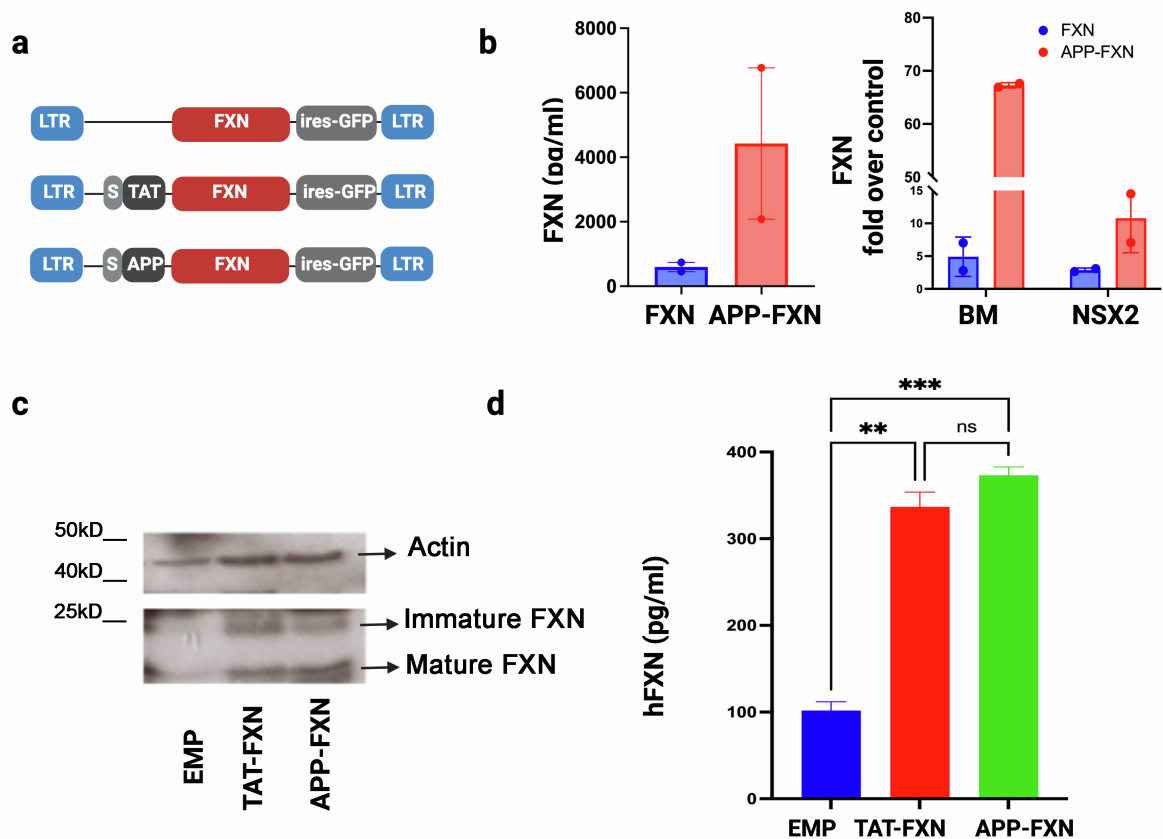 a
LTR FXN ires-GFP LTR
LTR S TAT FXN ires-GFP LTR
LTR S APP FXN ires-GFP LTR
b
FXN (pg/ml)
8000
6000
4000
2000
0
FXN APP-FXN
FXN
fold over control
80
70
60
50
15
10
5
0
FXN
APP-FXN
BM NSX2
c
50kD
40kD
25kD
Actin
Immature FXN
Mature FXN
EMP
TAT-FXN
APP-FXN
d
***
**
ns
hFXN (pg/ml)
400
300
200
100
0
EMP TAT-FXN APP-FXN